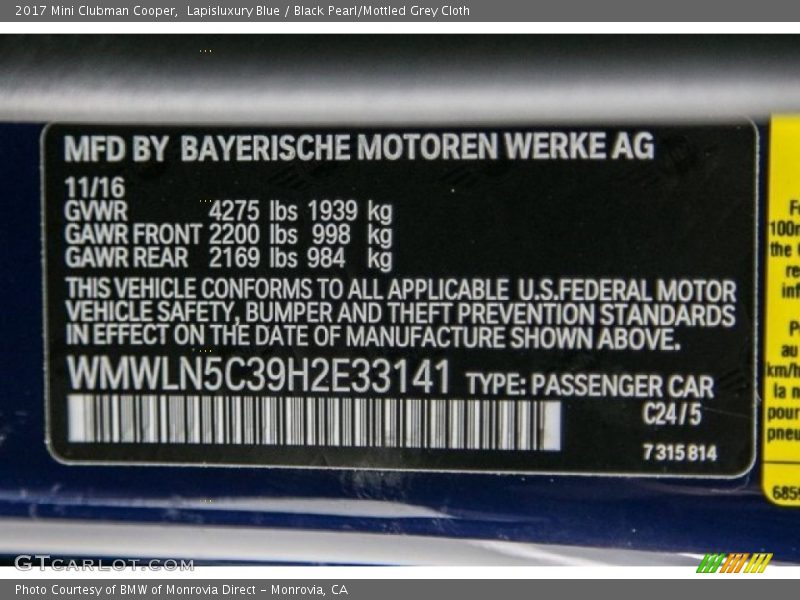 2017 Mini Clubman Cooper,  Lapisluxury Blue / Black Pearl/Mottled Grey Cloth
MFD BY BAYERISCHE MOTOREN WERKE AG
11/16
GVWR 4275 lbs 1939 kg
GAWR FRONT 2200 lbs 998 kg
GAWR REAR 2169 lbs 984 kg
THIS VEHICLE CONFORMS TO ALL APPLICABLE U.S.FEDERAL MOTOR
VEHICLE SAFETY, BUMPER AND THEFT PREVENTION STANDARDS
IN EFFECT ON THE DATE OF MANUFACTURE SHOWN ABOVE.
WMWLN5C39H2E33141 TYPE: PASSENGER CAR
C24/5
7315814
the
km/h
la
pour
GTCARLOT.COM
Photo Courtesy of BMW of Monrovia Direct – Monrovia, CA